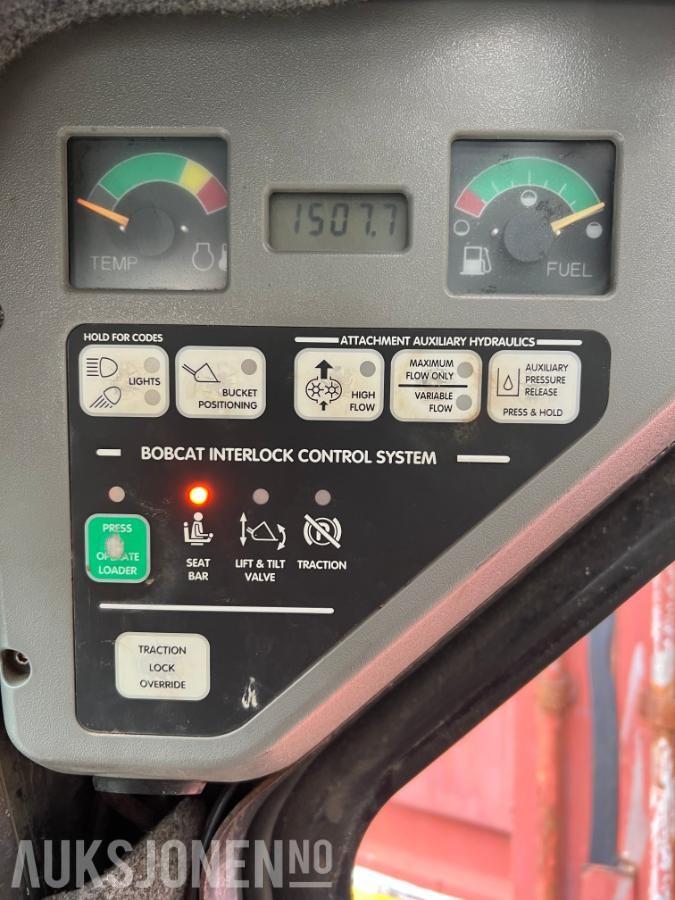 TEMP
1507.7
FUEL
HOLD FOR CODES
ATTACHMENT AUXILIARY HYDRAULICS
LIGHTS
BUCKET
POSITIONING
HIGH
FLOW
MAXIMUM
FLOW ONLY
VARIABLE
FLOW
AUXILIARY
PRESSURE
RELEASE
PRESS & HOLD
BOBCAT INTERLOCK CONTROL SYSTEM
PRESS
LOADER
SEAT
BAR
LIFT & TILT
VALVE
TRACTION
TRACTION
LOCK
OVERRIDE
AUKSJONEN NO